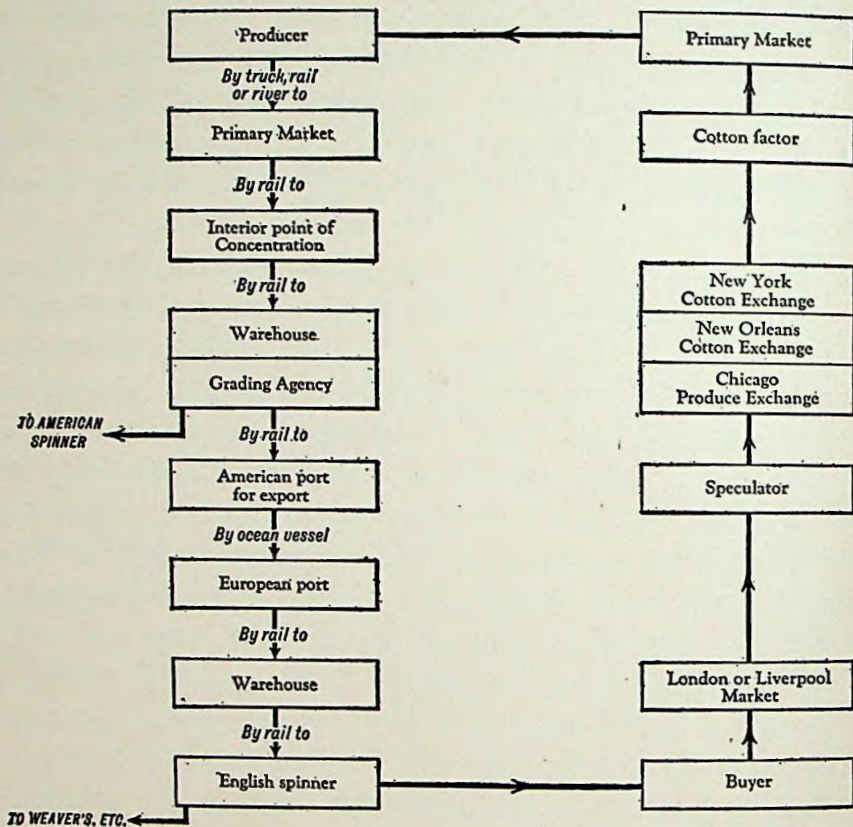 Producer
By truck, rail
or river to
Primary Market
By rail to
Interior point of
Concentration
By rail to
Warehouse
Grading Agency
TO AMERICAN
SPINNER
By rail to
American port
for export
By ocean vessel
European port
By rail to
Warehouse
By rail to
English spinner
TO WEAVER'S, ETC.
Primary Market
Cotton factor
New York
Cotton Exchange
New Orleans
Cotton Exchange
Chicago
Produce Exchange
Speculator
London or Liverpool
Market
Buyer